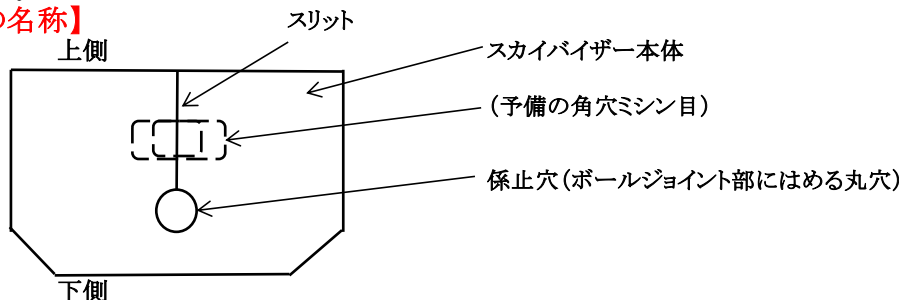 の名称】
スリット
上側
スカイバイザー本体
（予備の角穴ミシン目）
係止穴（ボールジョイント部にはめる丸穴）
下側